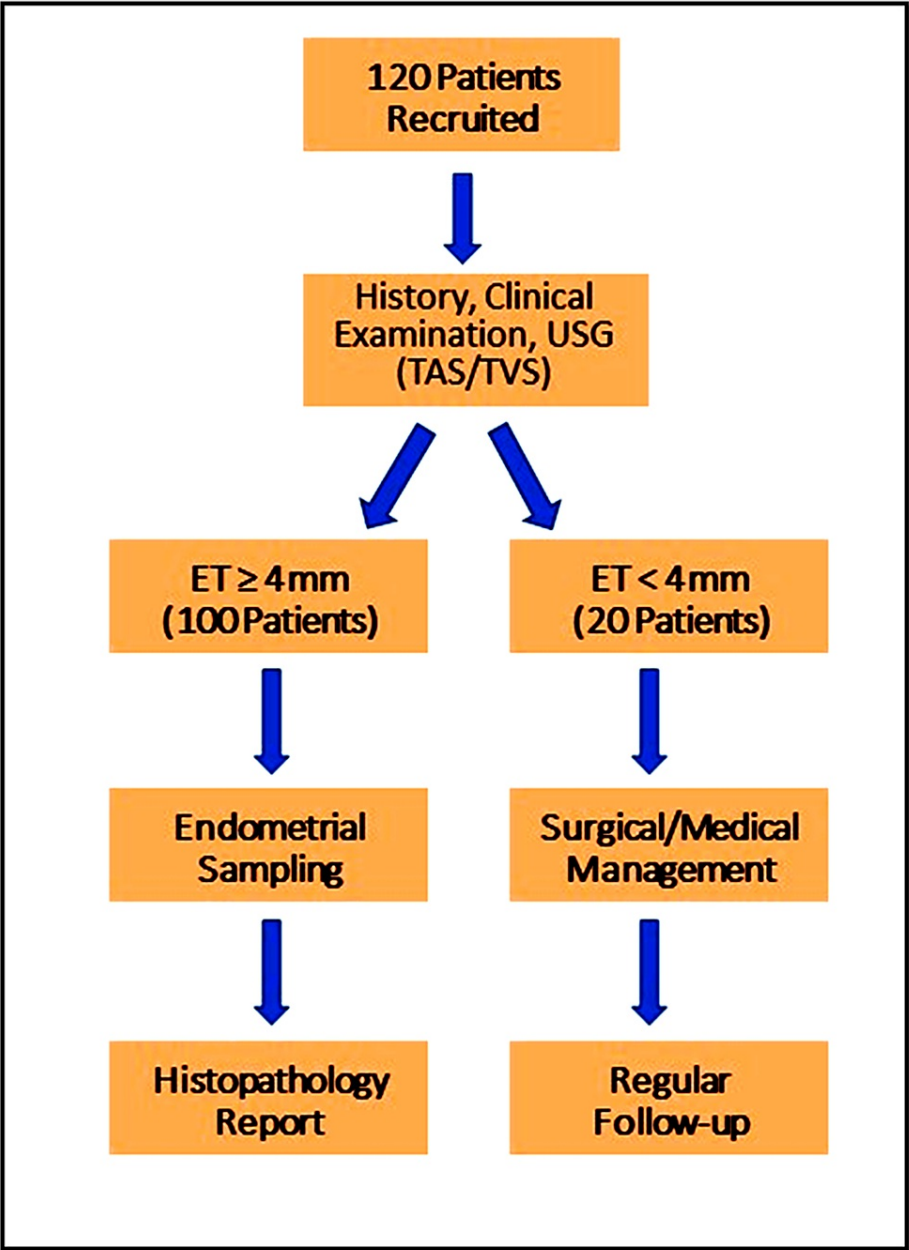 120 Patients
Recruited
History, Clinical
Examination, USG
(TAS/TVS)
ET ≥ 4 mm
(100 Patients)
ET < 4 mm
(20 Patients)
Endometrial
Sampling
Surgical/Medical
Management
Histopathology
Report
Regular
Follow-up